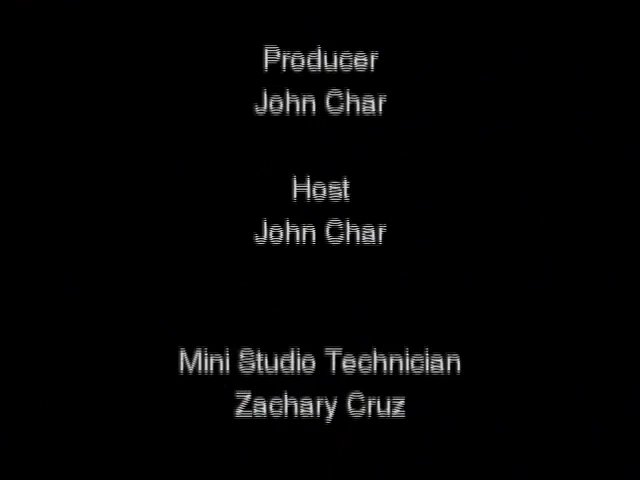 Producer
John Char
Host
John Char
Mini Studio Technician
Zachary Cruz